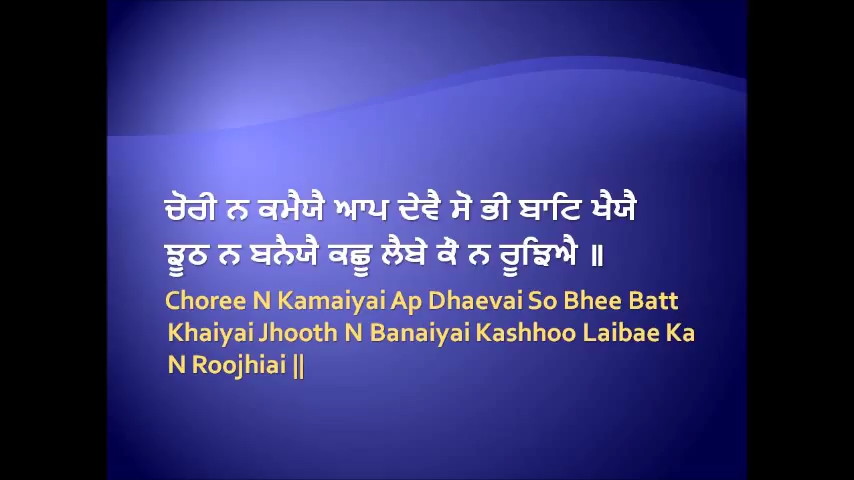 ਚੋਰੀ ਨ ਕਮੈਯੈ ਆਪ ਦੇਵੈ ਸੋ ਭੀ ਬਾਟਿ ਖੈਯੈ
ਝੂਠ ਨ ਬਨੈਯੈ ਕਛੂ ਲੈਬੇ ਕੌ ਨ ਰੂਝਿਐ ॥
Choree N Kamaiyai Ap Dhaevai So Bhee Batt
Khaiyai Jhooth N Banaiyai Kashhoo Laibae Ka
N Roojhiai ||